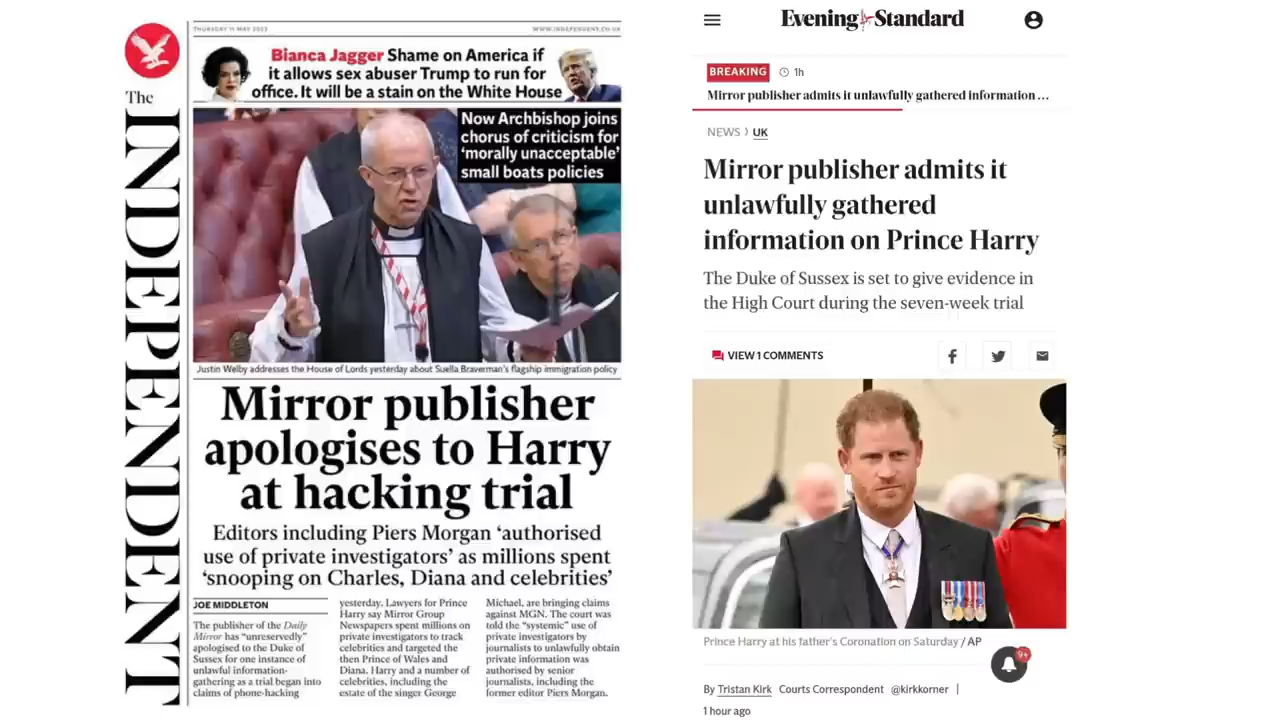 THURSDAY 11 MAY 2023
WWW.INDEPENDENT.CO.UK
The
INDEPENDENT
Bianca Jagger Shame on America if
it allows sex abuser Trump to run for
office. It will be a stain on the White House
Now Archbishop joins
chorus of criticism for
‘morally unacceptable’
small boats policies
Justin Welby addresses the House of Lords yesterday about Suella Braverman’s flagship immigration policy
Mirror publisher
apologises to Harry
at hacking trial
Editors including Piers Morgan ‘authorised
use of private investigators’ as millions spent
‘snooping on Charles, Diana and celebrities’
JOE MIDDLETON
The publisher of the Daily
Mirror has “unreservedly”
apologised to the Duke of
Sussex for one instance of
unlawful information-
gathering as a trial began into
claims of phone-hacking
yesterday. Lawyers for Prince
Harry say Mirror Group
Newspapers spent millions on
private investigators to track
celebrities and targeted the
then Prince of Wales and
Diana. Harry and a number of
celebrities, including the
estate of the singer George
Michael, are bringing claims
against MGN. The court was
told the “systemic” use of
private investigators by
journalists to unlawfully obtain
private information was
authorised by senior
journalists, including the
former editor Piers Morgan.
Evening Standard
BREAKING 1h
Mirror publisher admits it unlawfully gathered information ...
NEWS > UK
Mirror publisher admits it
unlawfully gathered
information on Prince Harry
The Duke of Sussex is set to give evidence in
the High Court during the seven-week trial
VIEW 1 COMMENTS
Prince Harry at his father’s Coronation on Saturday / AP
9+
By Tristan Kirk Courts Correspondent @kirkkorner |
1 hour ago